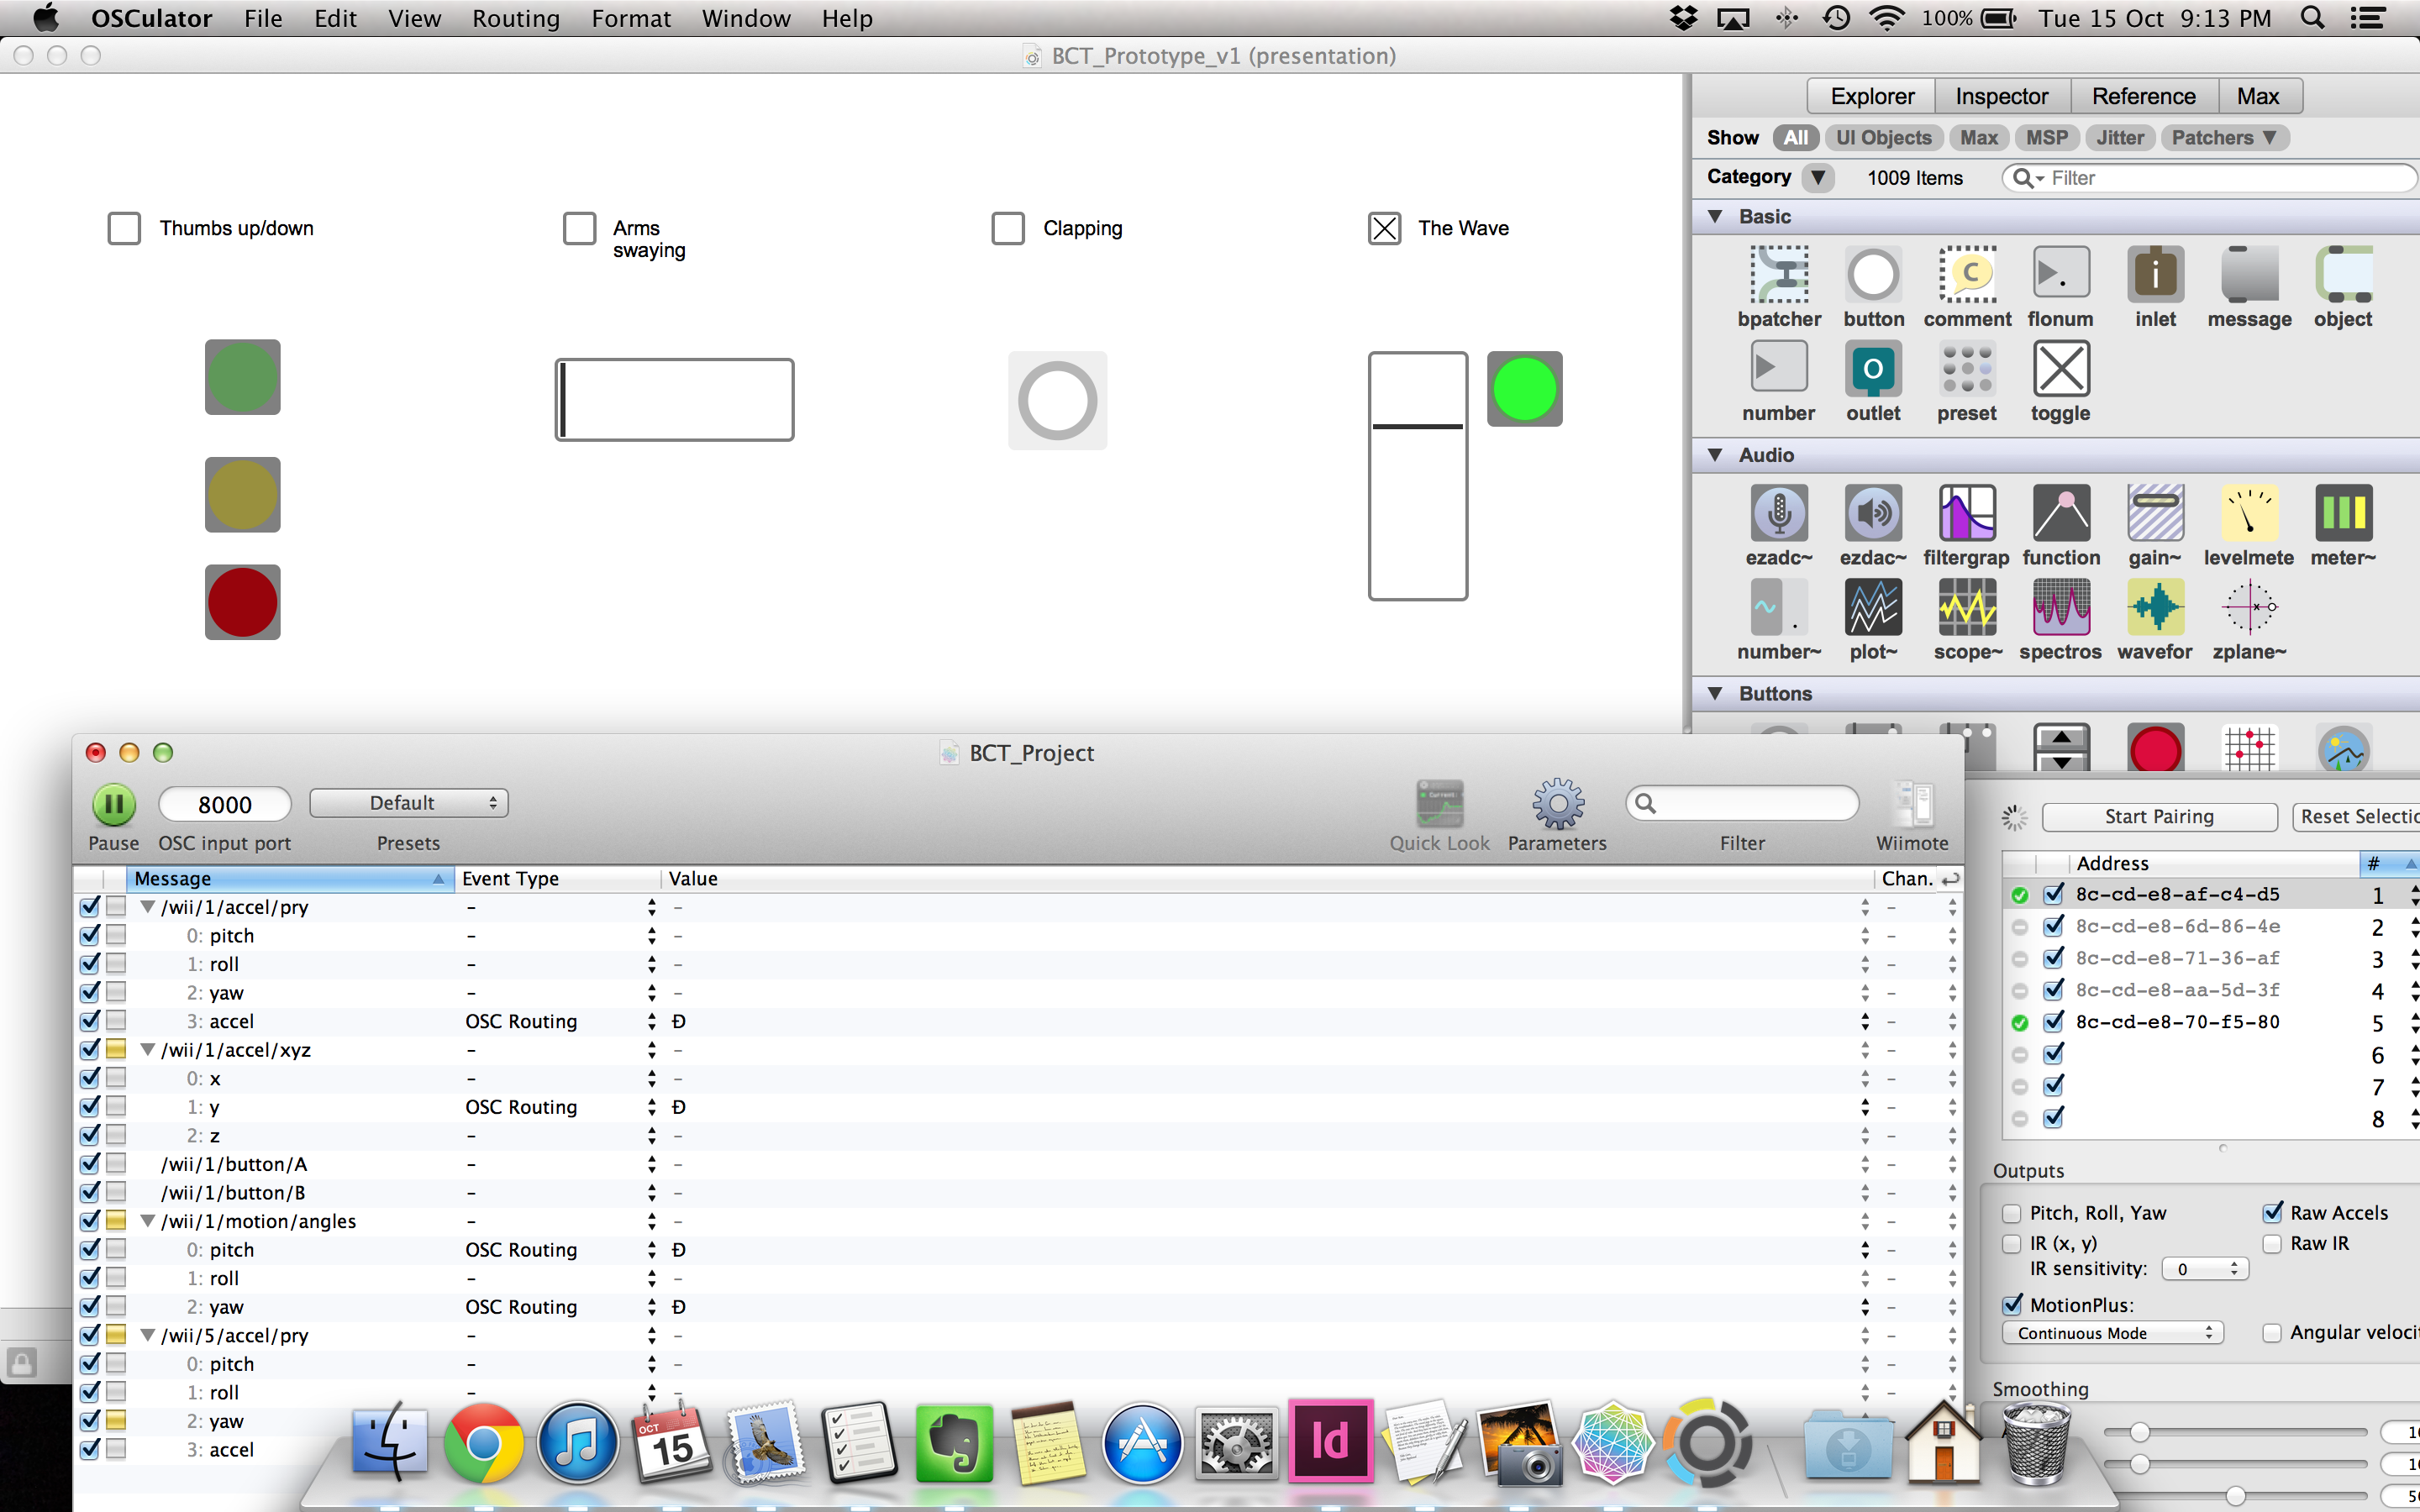 OSCulator File Edit View Routing Format Window Help 100% Tue 15 Oct 9:13 PM
BCT_Prototype_v1 (presentation)
Explorer Inspector Reference Max
Show All UI Objects Max MSP Jitter Patchers ▼
Category ▼ 1009 Items Filter
Thumbs up/down
Arms
swaying
Clapping
The Wave
▼ Basic
bpatcher button comment flonum inlet message object
number outlet preset toggle
▼ Audio
ezadc~ ezdac~ filtergrap function gain~ levelmete meter~
number~ plot~ scope~ spectros wavefor zplane~
▼ Buttons
BCT_Project
8000 Default
Pause OSC input port Presets Quick Look Parameters Filter Wiimote
Message Event Type Value Chan.
/wii/1/accel/pry – – –
0: pitch – – –
1: roll – – –
2: yaw – – –
3: accel OSC Routing Đ –
/wii/1/accel/xyz – – –
0: x – – –
1: y OSC Routing Đ –
2: z – – –
/wii/1/button/A – – –
/wii/1/button/B – – –
/wii/1/motion/angles – – –
0: pitch OSC Routing Đ –
1: roll – – –
2: yaw OSC Routing Đ –
/wii/5/accel/pry – – –
0: pitch – – –
1: roll – – –
2: yaw
3: accel
Start Pairing Reset Selectio
Address #
8c-cd-e8-af-c4-d5 1
8c-cd-e8-6d-86-4e 2
8c-cd-e8-71-36-af 3
8c-cd-e8-aa-5d-3f 4
8c-cd-e8-70-f5-80 5
6
7
8
Outputs
Pitch, Roll, Yaw Raw Accels
IR (x, y) Raw IR
IR sensitivity: 0
MotionPlus:
Continuous Mode Angular velocit
Smoothing
OCT
15
Id